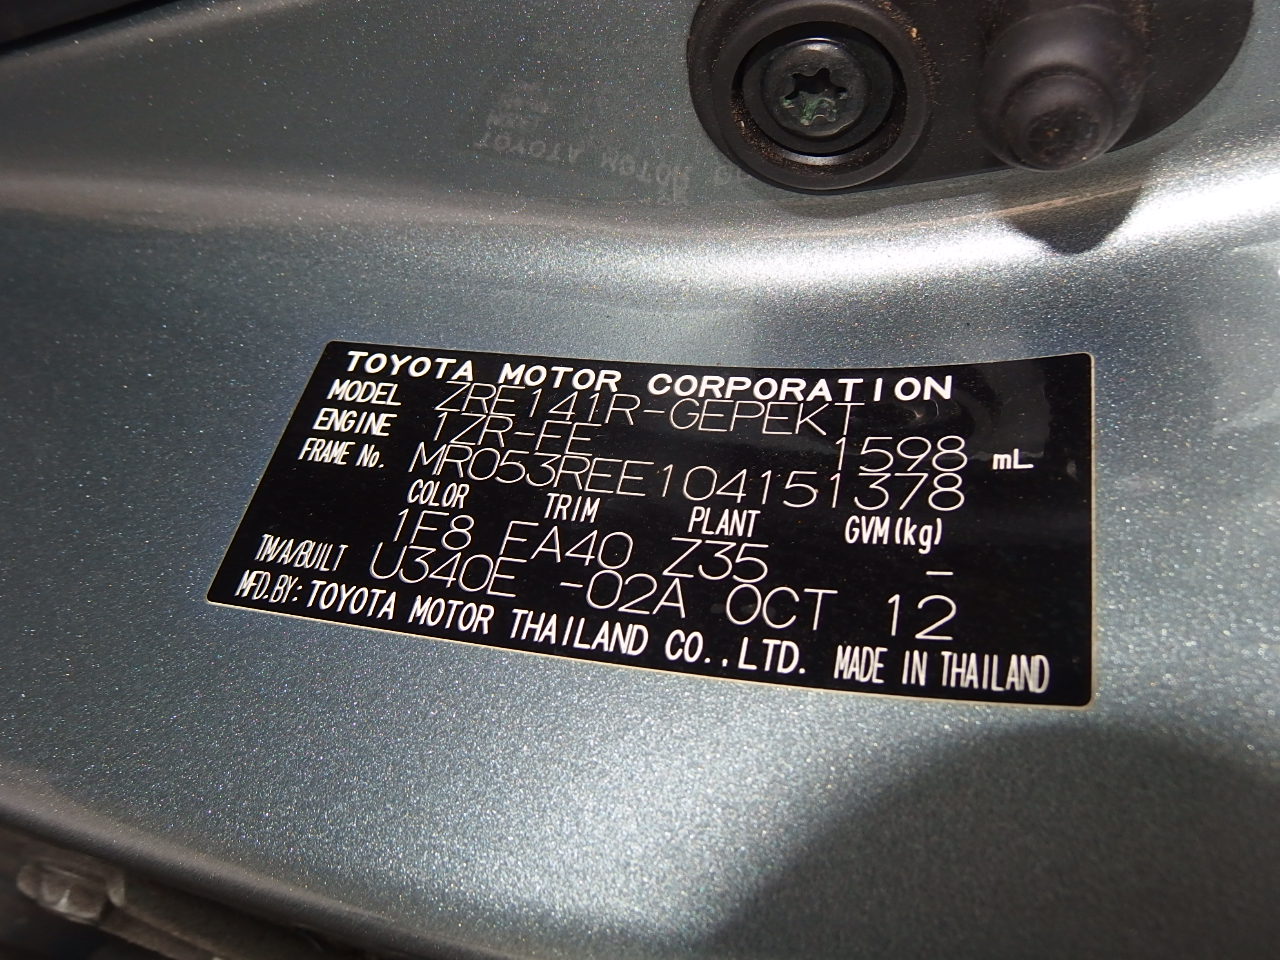 TOYOTA MOTOR CORPORATION
MODEL ZRE141R-GEPEKT
ENGINE 1ZR-FE 1598 mL
FRAME No. MR053REE104151378
COLOR TRIM PLANT GVM(kg)
1F8 EA40 Z35 -
TM/A/BUILT U340E -02A OCT 12
MFD.BY: TOYOTA MOTOR THAILAND CO.,LTD. MADE IN THAILAND